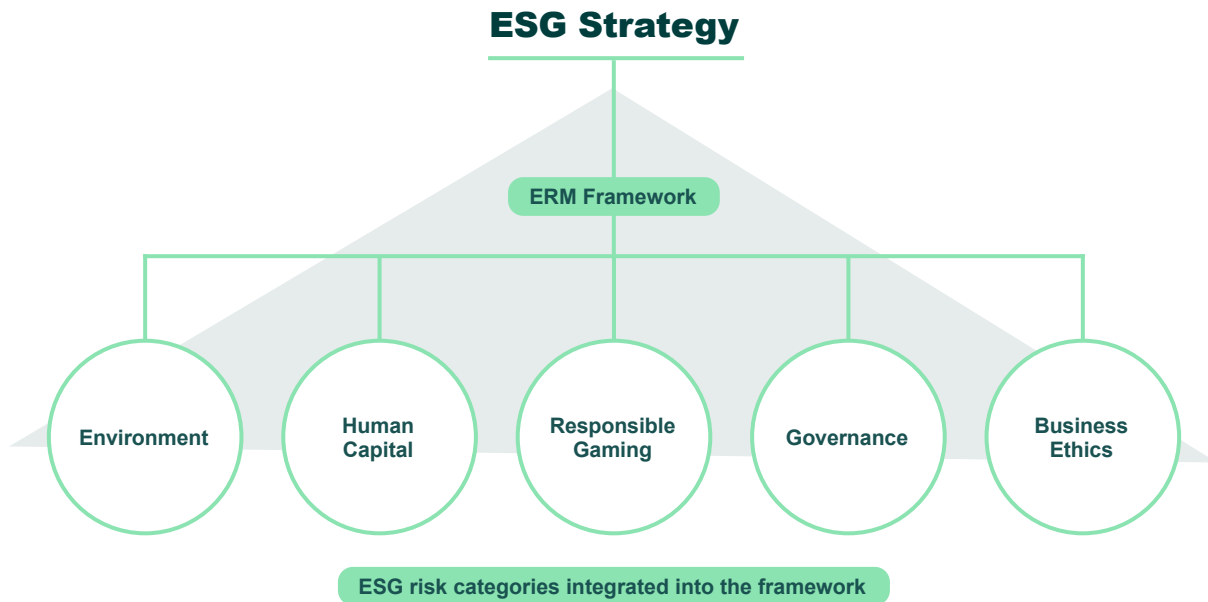 ESG Strategy
ERM Framework
Environment
Human
Capital
Responsible
Gaming
Governance
Business
Ethics
ESG risk categories integrated into the framework